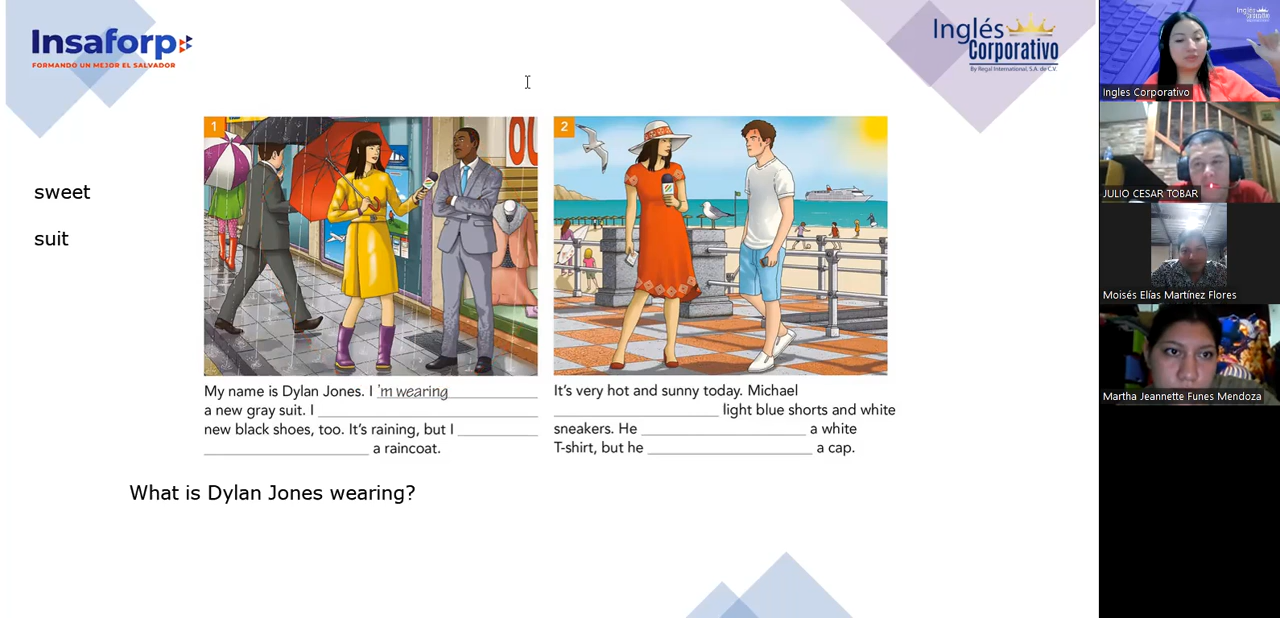 Insaforp
FORMANDO UN MEJOR EL SALVADOR
Inglés
Corporativo
By Regal International, S.A. de C.V.
sweet
suit
1
2
My name is Dylan Jones. I 'm wearing
a new gray suit. I
new black shoes, too. It's raining, but I
a raincoat.
It's very hot and sunny today. Michael
light blue shorts and white
sneakers. He a white
T-shirt, but he a cap.
What is Dylan Jones wearing?
Ingles Corporativo
JULIO CESAR TOBAR
Moisés Elías Martínez Flores
Martha Jeannette Funes Mendoza